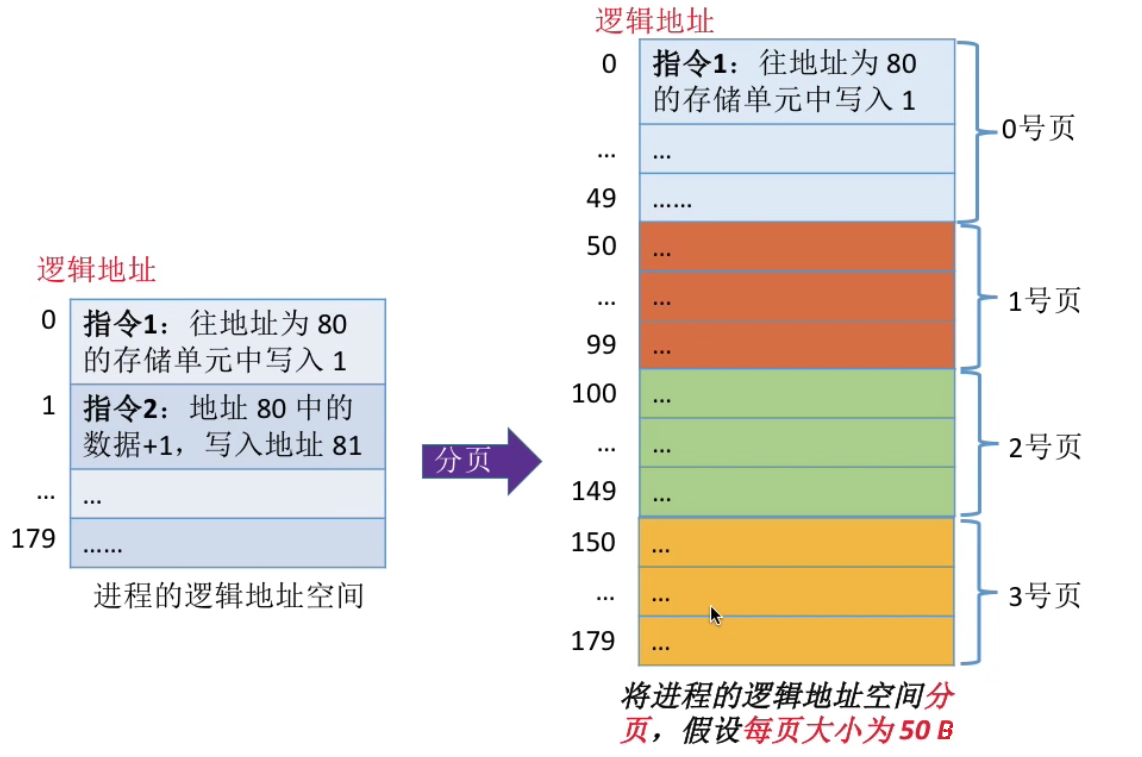 逻辑地址
0
指令1：往地址为 80
的存储单元中写入 1
1
指令2：地址 80 中的
数据+1，写入地址 81
...
...
179
......
进程的逻辑地址空间
分页
逻辑地址
0
指令1：往地址为 80
的存储单元中写入 1
...
...
49
......
0号页
50
...
...
...
99
...
1号页
100
...
...
...
149
...
2号页
150
...
...
...
179
...
3号页
将进程的逻辑地址空间分
页，假设每页大小为 50 B